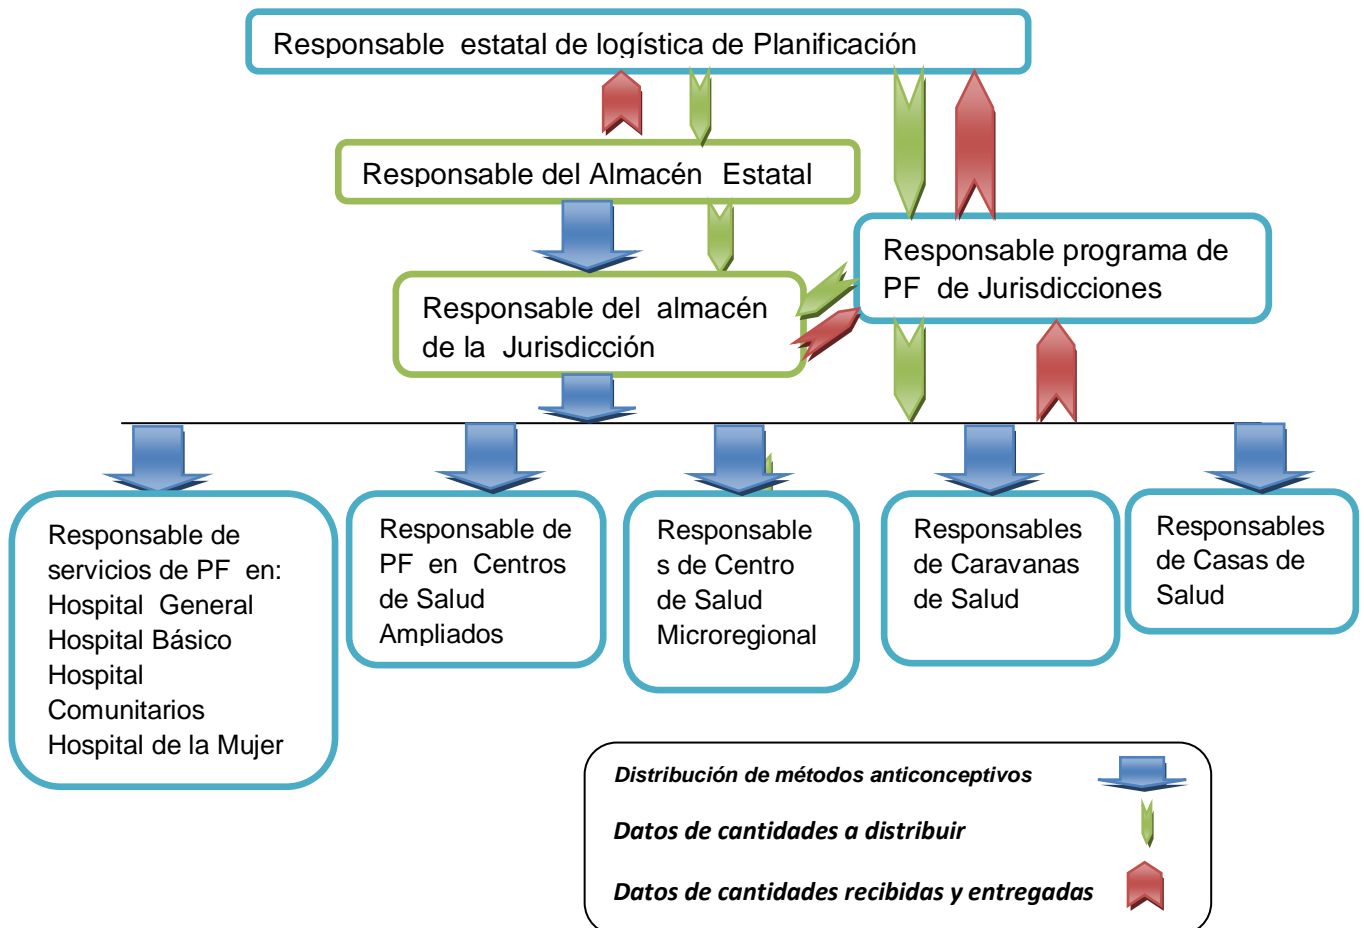 Responsable estatal de logística de Planificación
Responsable del Almacén Estatal
Responsable programa de
PF de Jurisdicciones
Responsable del almacén
de la Jurisdicción
Responsable de
servicios de PF en:
Hospital General
Hospital Básico
Hospital
Comunitarios
Hospital de la Mujer
Responsable de
PF en Centros
de Salud
Ampliados
Responsable
s de Centro
de Salud
Microregional
Responsables
de Caravanas
de Salud
Responsables
de Casas de
Salud
Distribución de métodos anticonceptivos
Datos de cantidades a distribuir
Datos de cantidades recibidas y entregadas